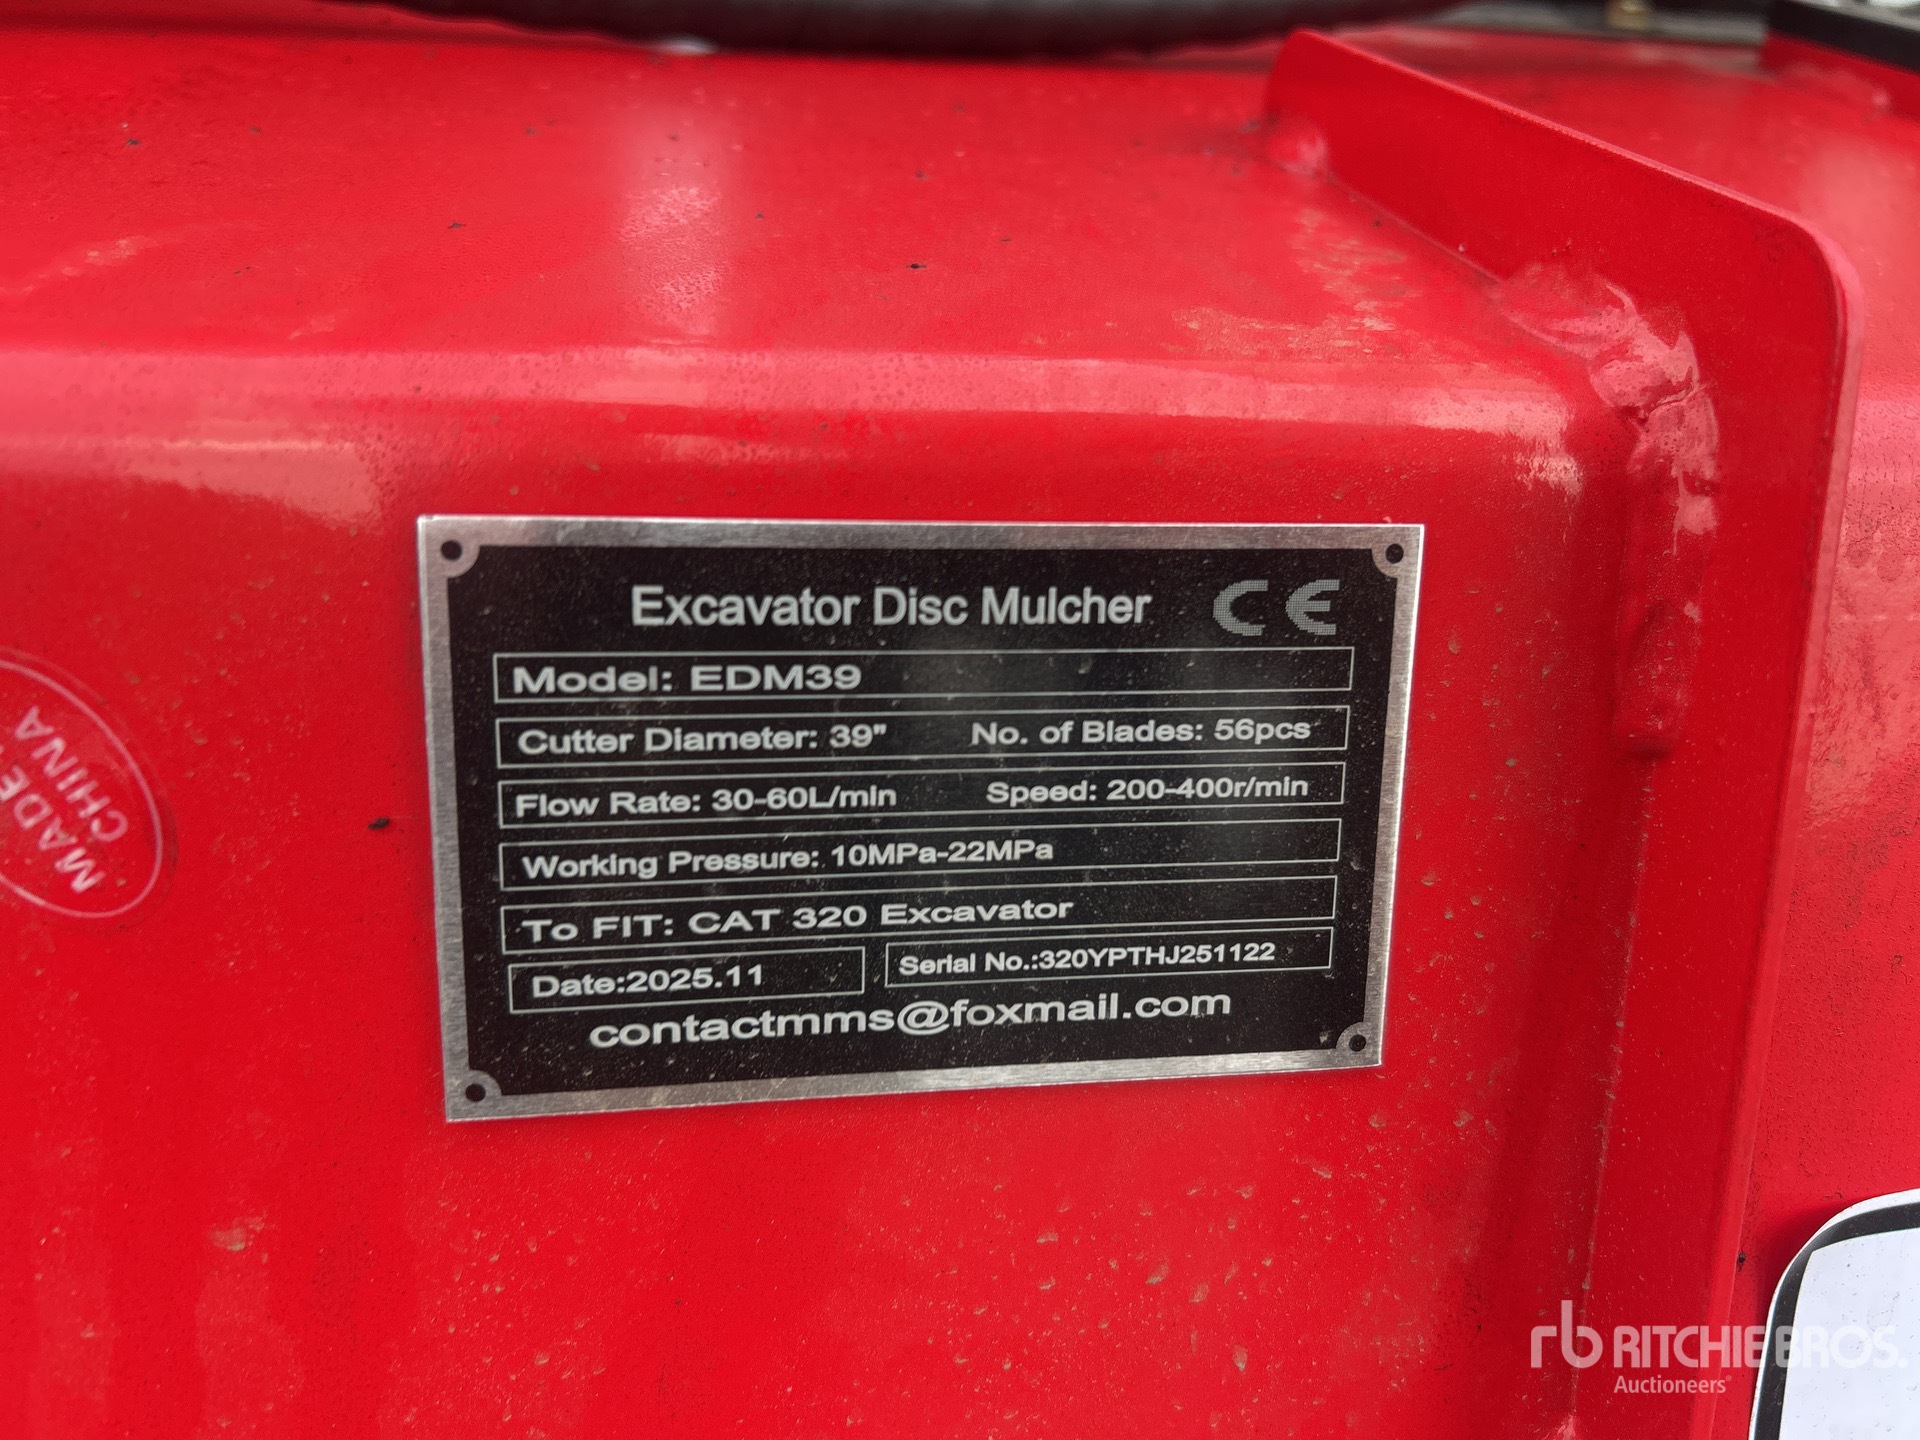 Excavator Disc Mulcher CE
Model: EDM39
Cutter Diameter: 39" No. of Blades: 56pcs
Flow Rate: 30-60L/min Speed: 200-400r/min
Working Pressure: 10MPa-22MPa
To FIT: CAT 320 Excavator
Date:2025.11 Serial No.:320YPTHJ251122
contactmms@foxmail.com
MADE
CHINA
rb RITCHIE BROS.
Auctioneers